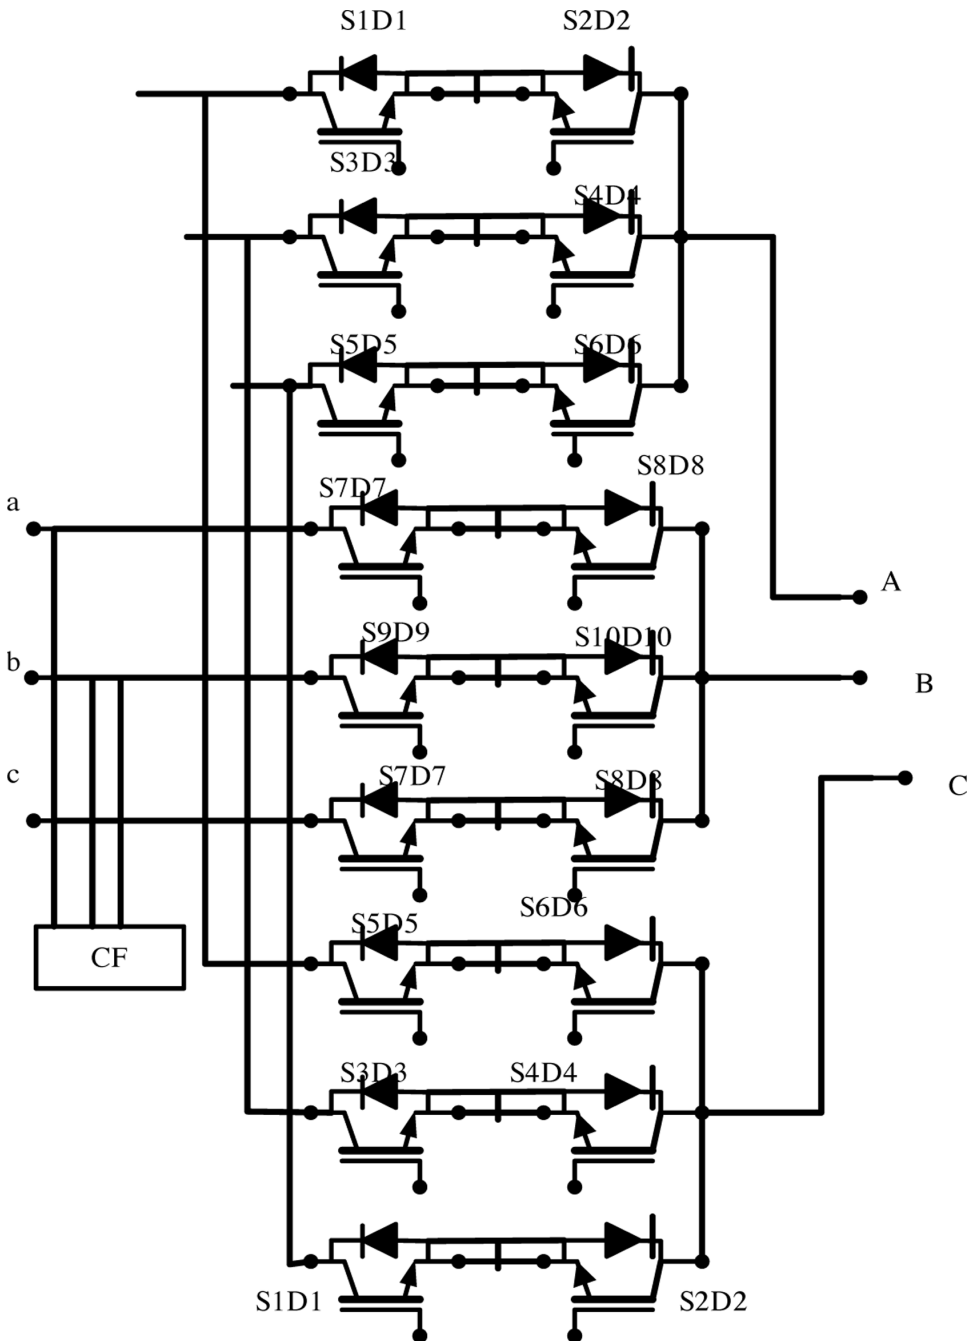 S1D1 S2D2
S3D3
S4D4
S5D5 S6D6
S8D8
S7D7
a
A
S9D9 S10D10
b
B
c S7D7 S8D8
C
S6D6
S5D5
CF
S3D3 S4D4
S1D1 S2D2